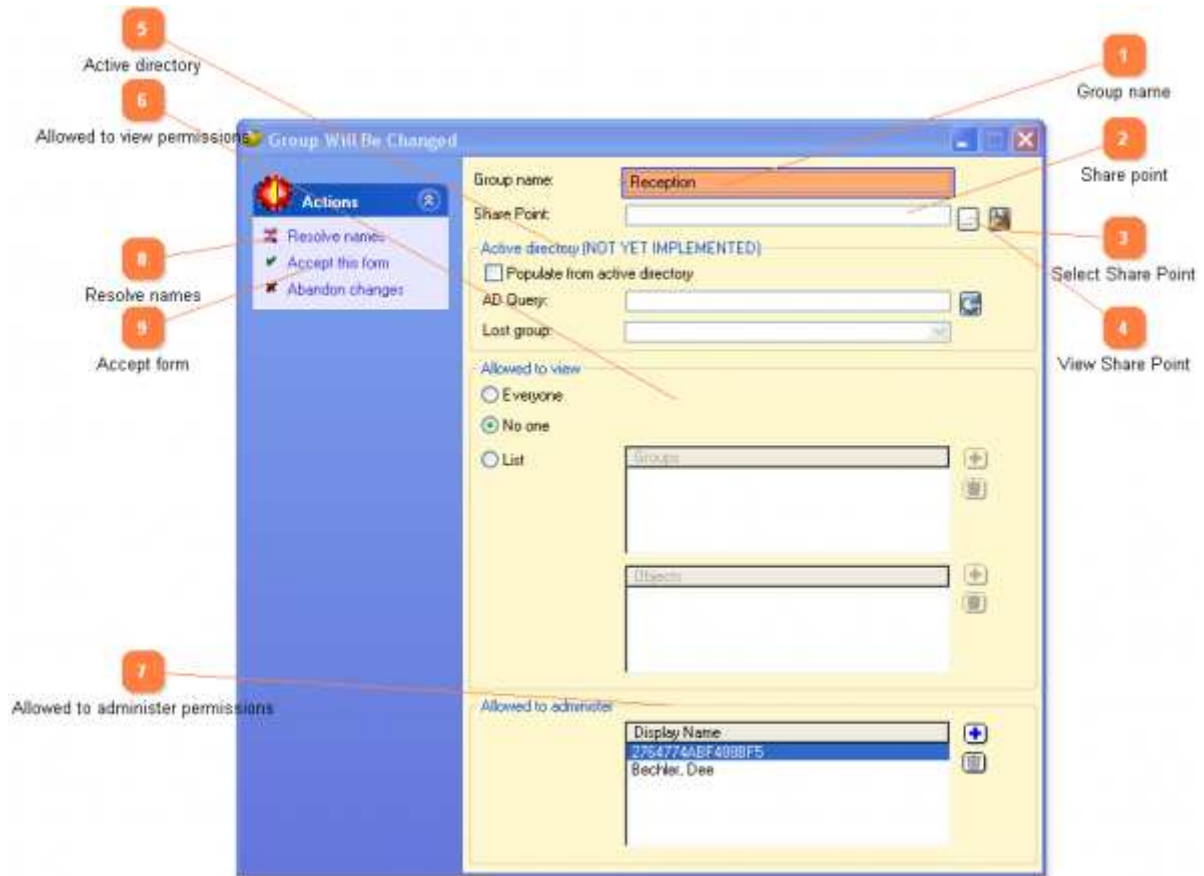 5
Active directory
1
Group name
6
Allowed to view permissions
Group Will Be Changed
2
Share point
Actions
Group name:
Reception
Share Point:
3
Select Share Point
8
Resolve names
Resolve names
Accept this form
Abandon changes
Active directory (NOT YET IMPLEMENTED)
Populate from active directory
AD Query:
Lost group:
9
Accept form
4
View Share Point
Allowed to view
Everyone
No one
List
Groups
Objects
7
Allowed to administer permissions
Allowed to administer
Display Name
Bechler, Dee